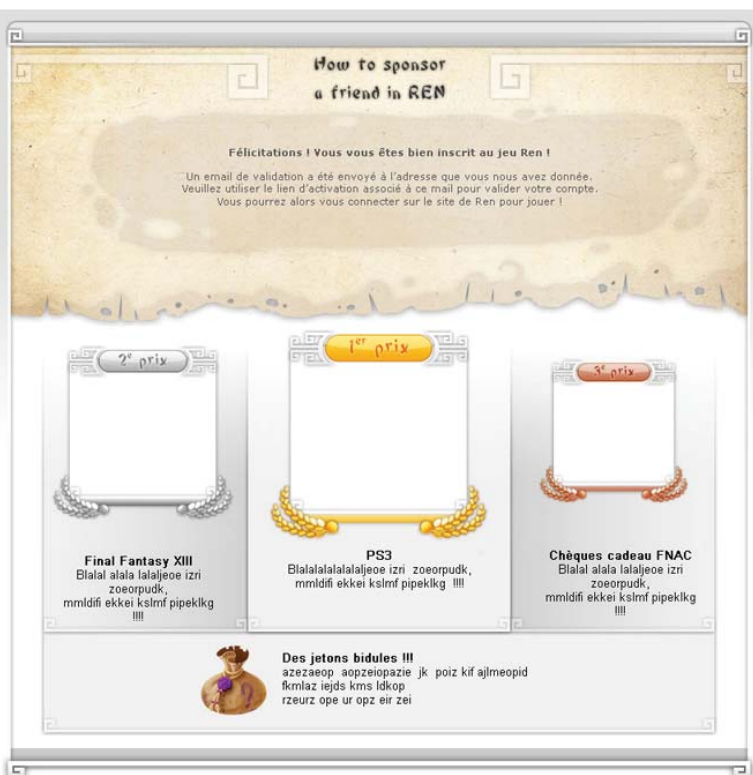 How to sponsor
a friend in REN
Félicitations ! Vous vous êtes bien inscrit au jeu Ren !
Un email de validation a été envoyé à l'adresse que vous nous avez donnée.
Veuillez utiliser le lien d'activation associé à ce mail pour valider votre compte.
Vous pourrez alors vous connecter sur le site de Ren pour jouer !
2e prix
1er prix
3e prix
Final Fantasy XIII
Blalal alala lalaljeoe izri
zoeorpudk,
mmldifi ekkei kslmf pipeklkg
!!!!
PS3
Blalalalalalalaljeoe izri zoeorpudk,
mmldifi ekkei kslmf pipeklkg !!!!
Chèques cadeau FNAC
Blalal alala lalaljeoe izri
zoeorpudk,
mmldifi ekkei kslmf pipeklkg
!!!!
Des jetons bidules !!!
azezaeop aopzeiopazie jk poiz kif ajlmeopid
fkmlaz iejds kms ldkop
rzeurz ope ur opz eir zei